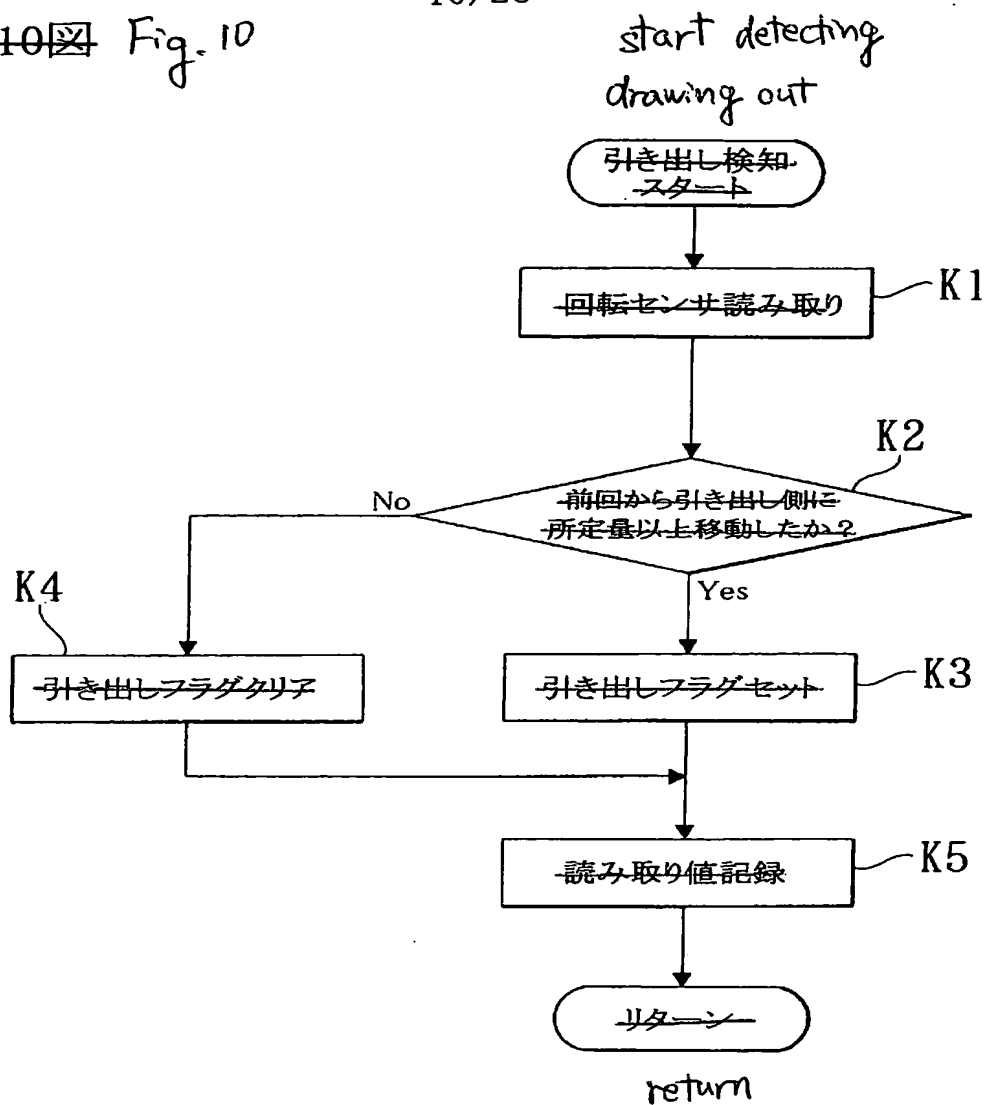 10図 Fig. 10
start detecting
drawing out
引き出し検知
スタート
回転センサ読み取り
K1
K2
前回から引き出し側に
所定量以上移動したか?
No
Yes
K4
引き出しフラグクリア
引き出しフラグセット
K3
読み取り値記録
K5
リターン
return